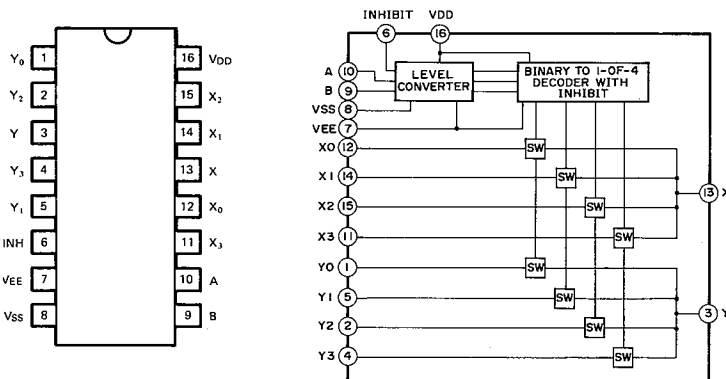 Y0 1 16 VDD
Y2 2 15 X2
Y 3 14 X1
Y3 4 13 X
Y1 5 12 X0
INH 6 11 X3
VEE 7 10 A
VSS 8 9 B
INHIBIT VDD
6 16
A 10
B 9
VSS 8
VEE 7
LEVEL
CONVERTER
BINARY TO 1-OF-4
DECODER WITH
INHIBIT
X0 12 SW
X1 14 SW
X2 15 SW
13 X
X3 11 SW
Y0 1 SW
Y1 5 SW
3 Y
Y2 2 SW
Y3 4 SW